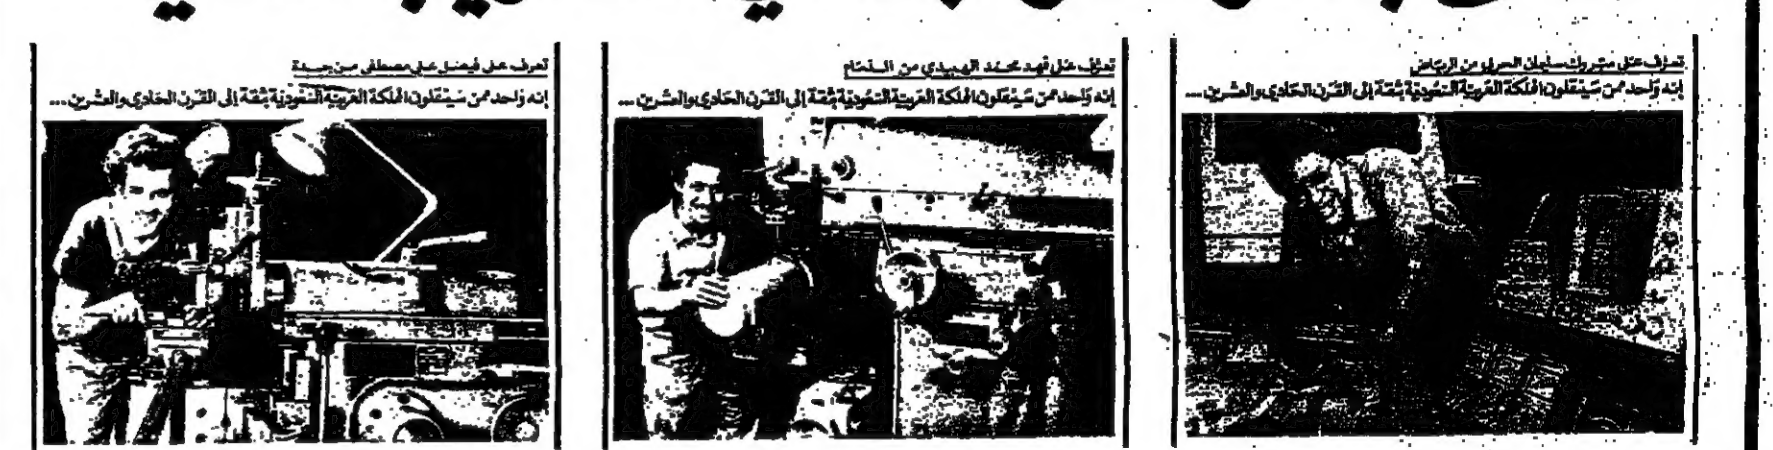 تعرف على مبروك سليمان الحربي من الرياض
إنه واحد ممن سينقلون المملكة العربية السعودية بثقة إلى القرن الحادي والعشرين...
تعرف على فهد محمد الهبيدي من الدمام
إنه واحد ممن سينقلون المملكة العربية السعودية بثقة إلى القرن الحادي والعشرين...
تعرف على فيصل علي مصطفى من جدة
إنه واحد ممن سينقلون المملكة العربية السعودية بثقة إلى القرن الحادي والعشرين...